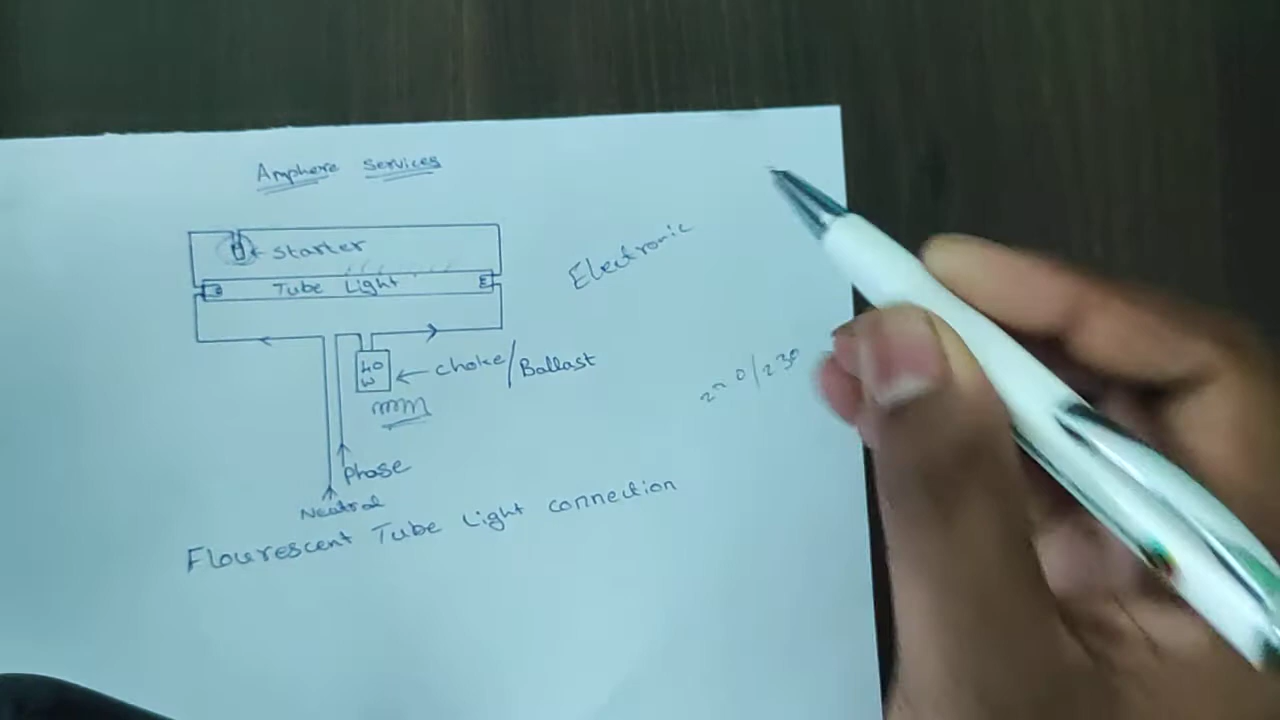 Amphere Services
Starter
Electronic
Tube Light
40
W
choke/Ballast
220/230
Phase
Neutral
Flourescent Tube Light connection